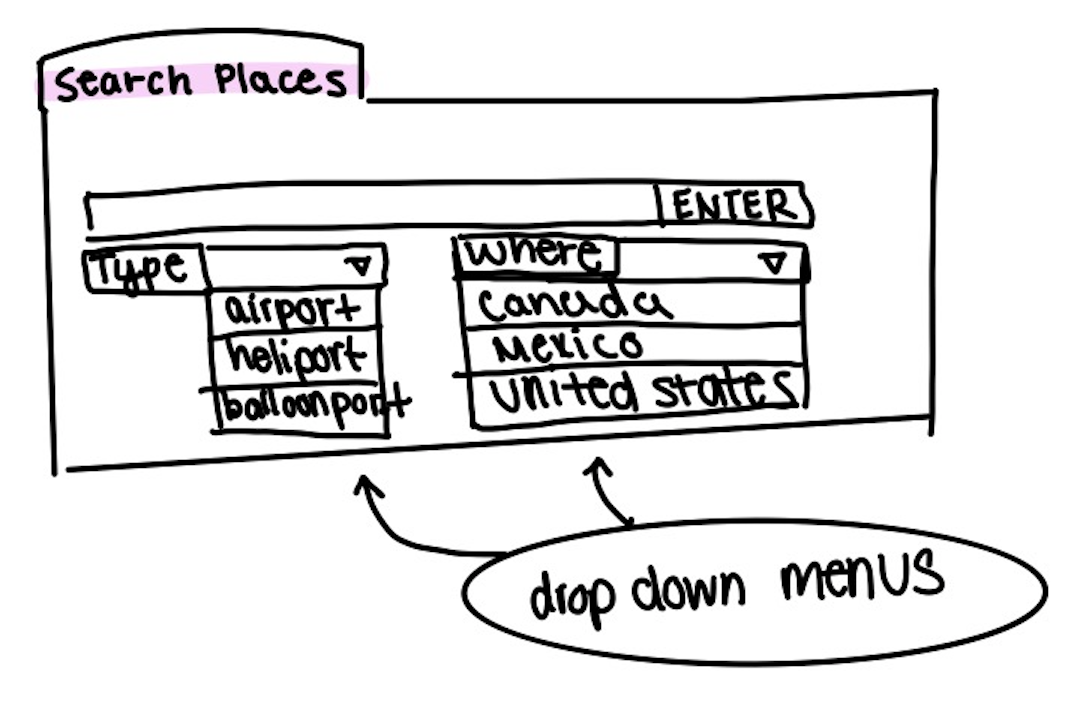 Search Places
ENTER
Type
airport
heliport
balloonport
where
canada
Mexico
United states
drop down menus